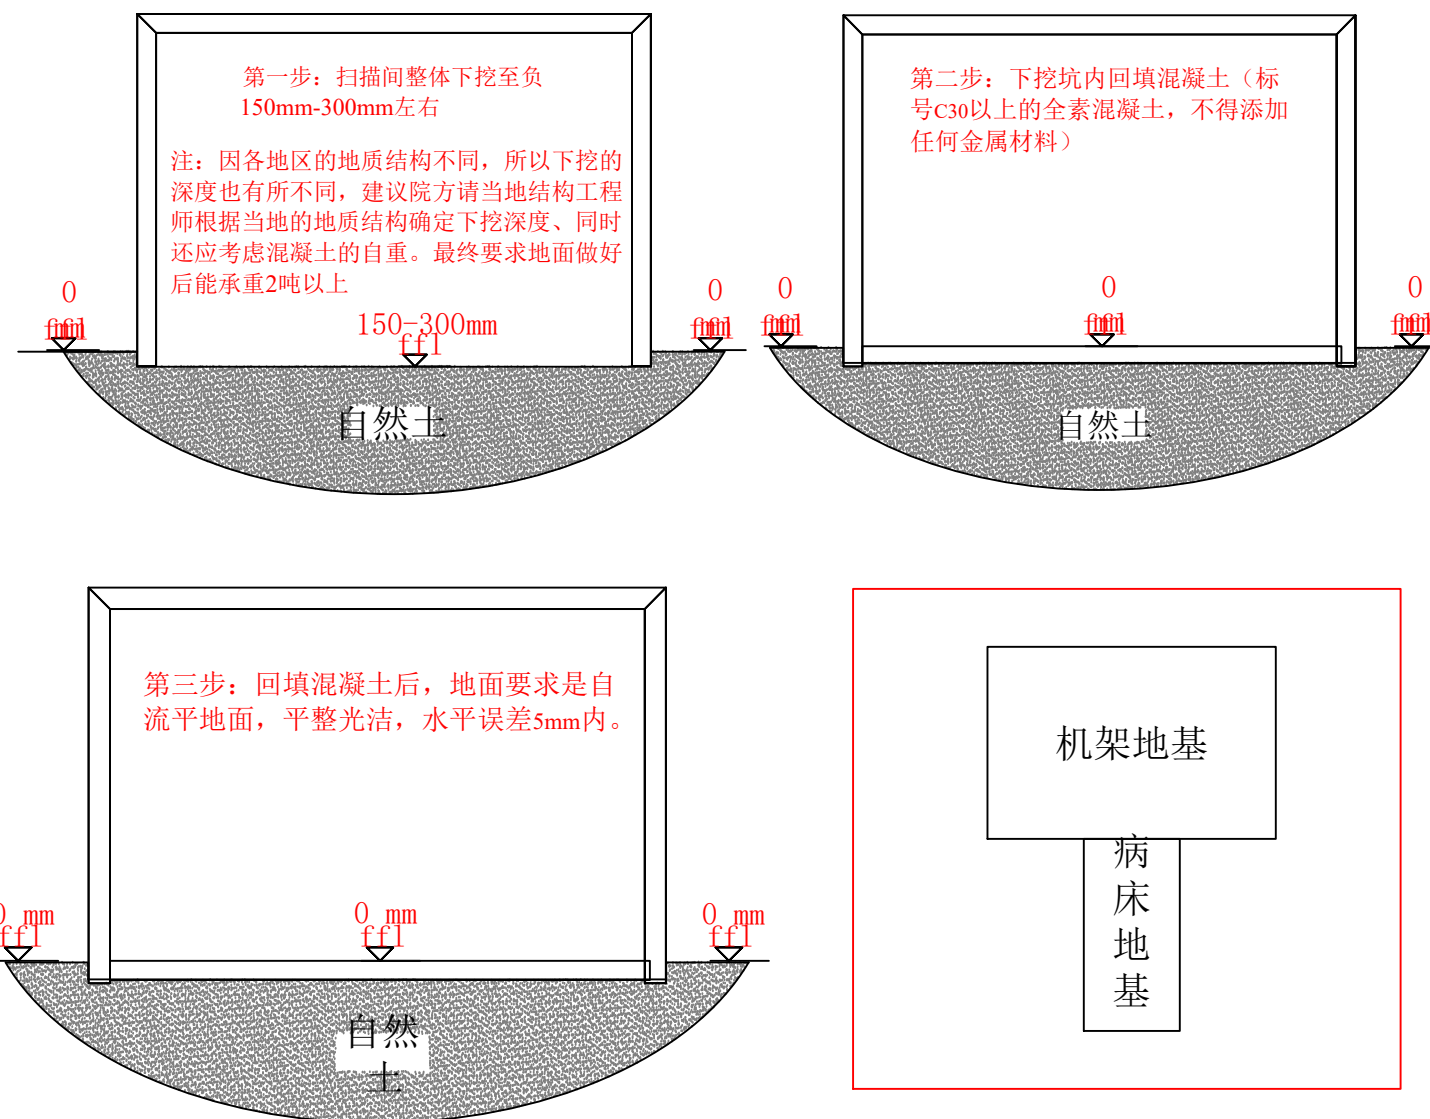 第一步：扫描间整体下挖至负
150mm-300mm左右
注：因各地区的地质结构不同，所以下挖的
深度也有所不同，建议院方请当地结构工程
师根据当地的地质结构确定下挖深度、同时
还应考虑混凝土的自重。最终要求地面做好
后能承重2吨以上
0
mm
ffl
150-300mm
ffl
0
mm
ffl
自然土
第二步：下挖坑内回填混凝土（标
号C30以上的全素混凝土，不得添加
任何金属材料）
0
mm
ffl
0
mm
ffl
0
mm
ffl
自然土
第三步：回填混凝土后，地面要求是自
流平地面，平整光洁，水平误差5mm内。
0 mm
ffl
0 mm
ffl
0 mm
ffl
自然
土
机架地基
病
床
地
基